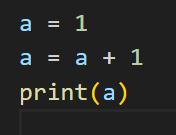 a = 1
a = a + 1
print(a)